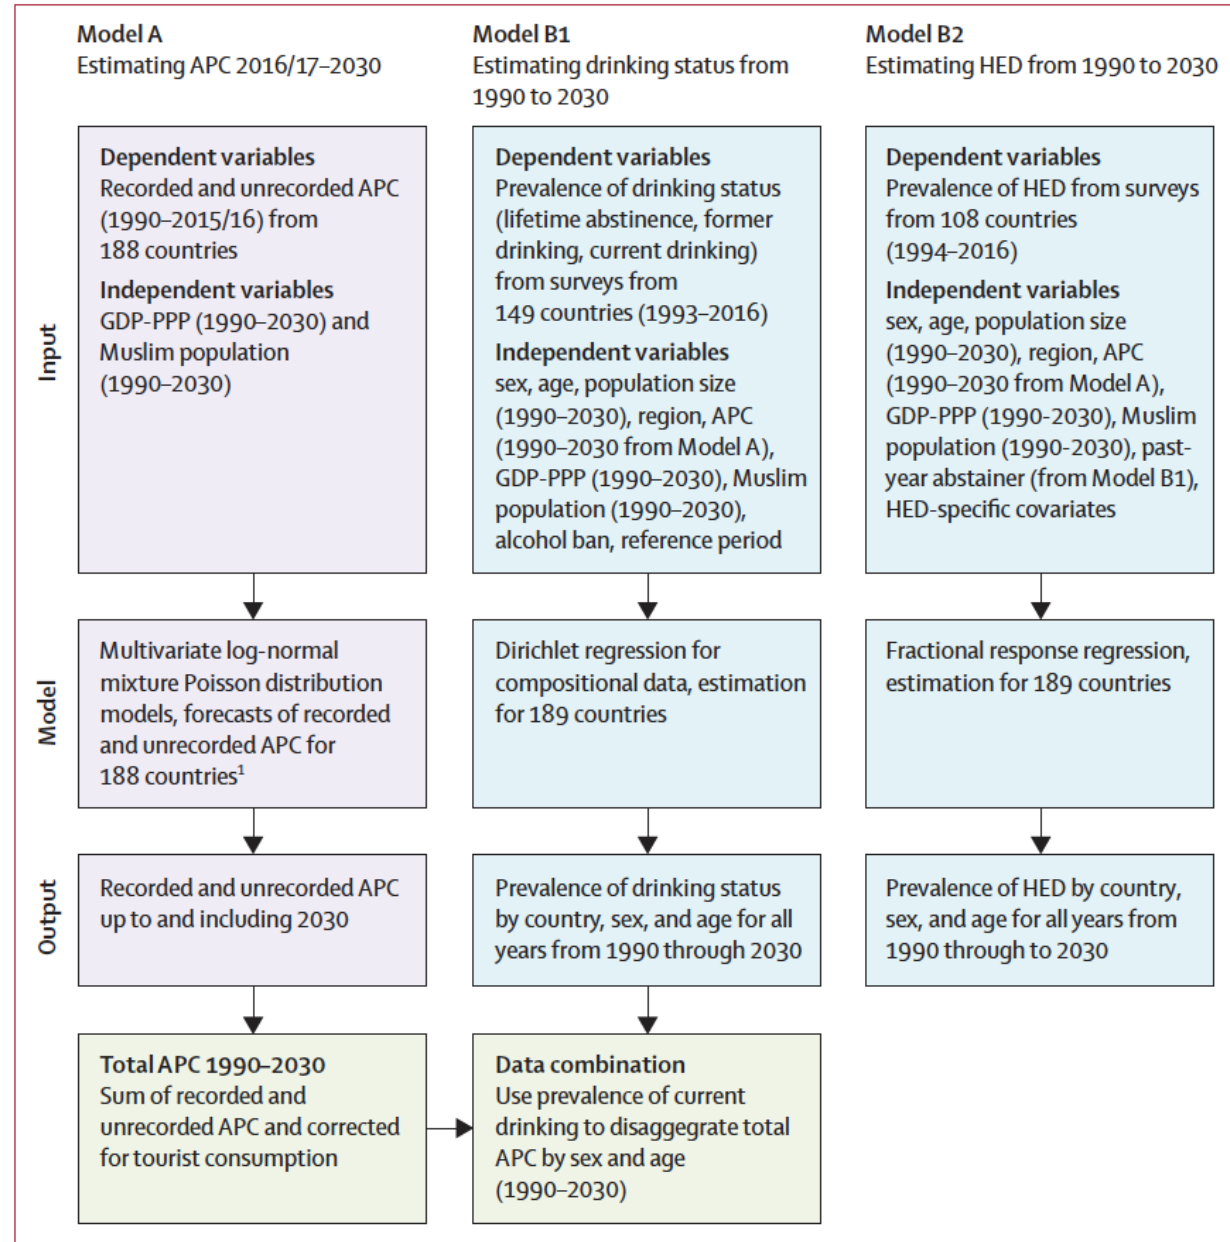 Model A
Estimating APC 2016/17–2030
Model B1
Estimating drinking status from
1990 to 2030
Model B2
Estimating HED from 1990 to 2030
Input
Dependent variables
Recorded and unrecorded APC
(1990–2015/16) from
188 countries
Independent variables
GDP-PPP (1990–2030) and
Muslim population
(1990–2030)
Dependent variables
Prevalence of drinking status
(lifetime abstinence, former
drinking, current drinking)
from surveys from
149 countries (1993–2016)
Independent variables
sex, age, population size
(1990–2030), region, APC
(1990–2030 from Model A),
GDP-PPP (1990–2030), Muslim
population (1990–2030),
alcohol ban, reference period
Dependent variables
Prevalence of HED from surveys
from 108 countries
(1994–2016)
Independent variables
sex, age, population size
(1990–2030), region, APC
(1990–2030 from Model A),
GDP-PPP (1990-2030), Muslim
population (1990-2030), past-
year abstainer (from Model B1),
HED-specific covariates
Model
Multivariate log-normal
mixture Poisson distribution
models, forecasts of recorded
and unrecorded APC for
188 countries¹
Dirichlet regression for
compositional data, estimation
for 189 countries
Fractional response regression,
estimation for 189 countries
Output
Recorded and unrecorded APC
up to and including 2030
Prevalence of drinking status
by country, sex, and age for all
years from 1990 through 2030
Prevalence of HED by country,
sex, and age for all years from
1990 through to 2030
Total APC 1990–2030
Sum of recorded and
unrecorded APC and corrected
for tourist consumption
Data combination
Use prevalence of current
drinking to disaggegrate total
APC by sex and age
(1990–2030)